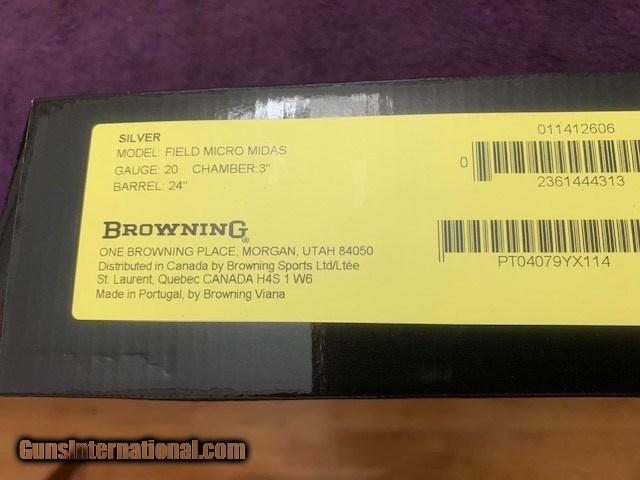 SILVER
MODEL: FIELD MICRO MIDAS
GAUGE: 20 CHAMBER:3"
BARREL: 24"
BROWNING®
ONE BROWNING PLACE, MORGAN, UTAH 84050
Distributed in Canada by Browning Sports Ltd/Ltée
St. Laurent, Quebec CANADA H4S 1 W6
Made in Portugal, by Browning Viana
011412606
0
2361444313
PT04079YX114
GunsInternational.com